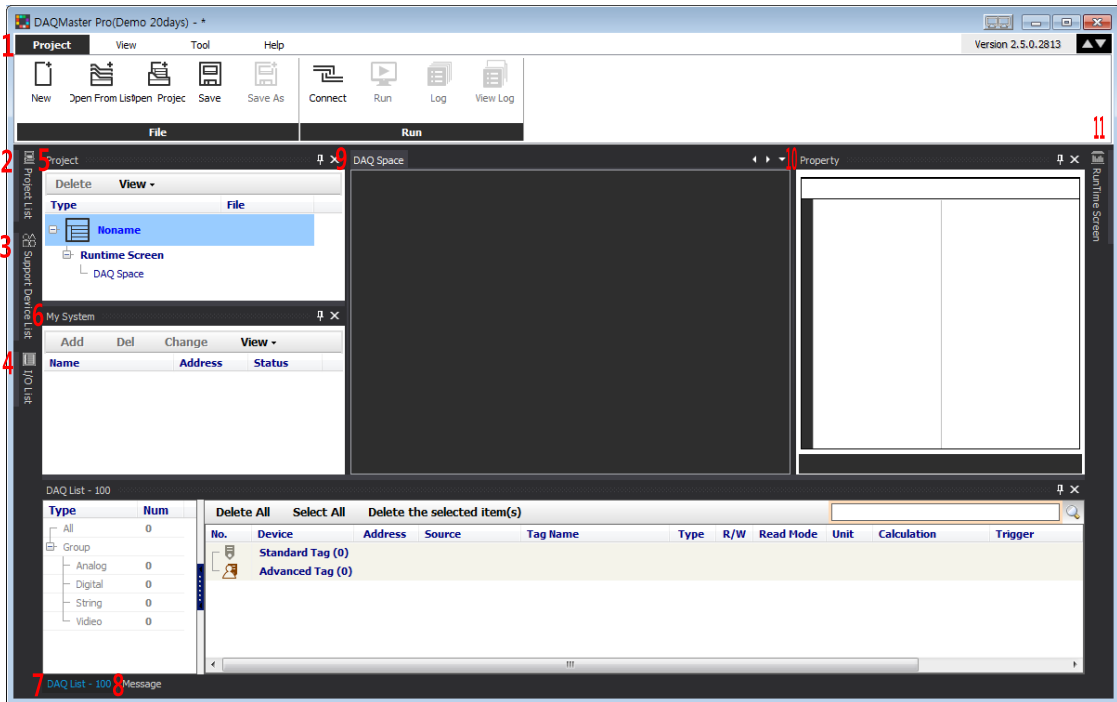 DAQMaster Pro(Demo 20days) - *
1 Project View Tool Help Version 2.5.0.2813
New Open From List Open Projec Save Save As Connect Run Log View Log
File Run
11
2 Project List
3 Support Device List
4 I/O List
5 Project
Delete View
Type File
Noname
Runtime Screen
DAQ Space
6 My System
Add Del Change View
Name Address Status
9 DAQ Space
10 Property
RunTime Screen
DAQ List - 100
Type Num
All 0
Group
Analog 0
Digital 0
String 0
Vidieo 0
Delete All Select All Delete the selected item(s)
No. Device Address Source Tag Name Type R/W Read Mode Unit Calculation Trigger
Standard Tag (0)
Advanced Tag (0)
7 DAQ List - 100 8 Message